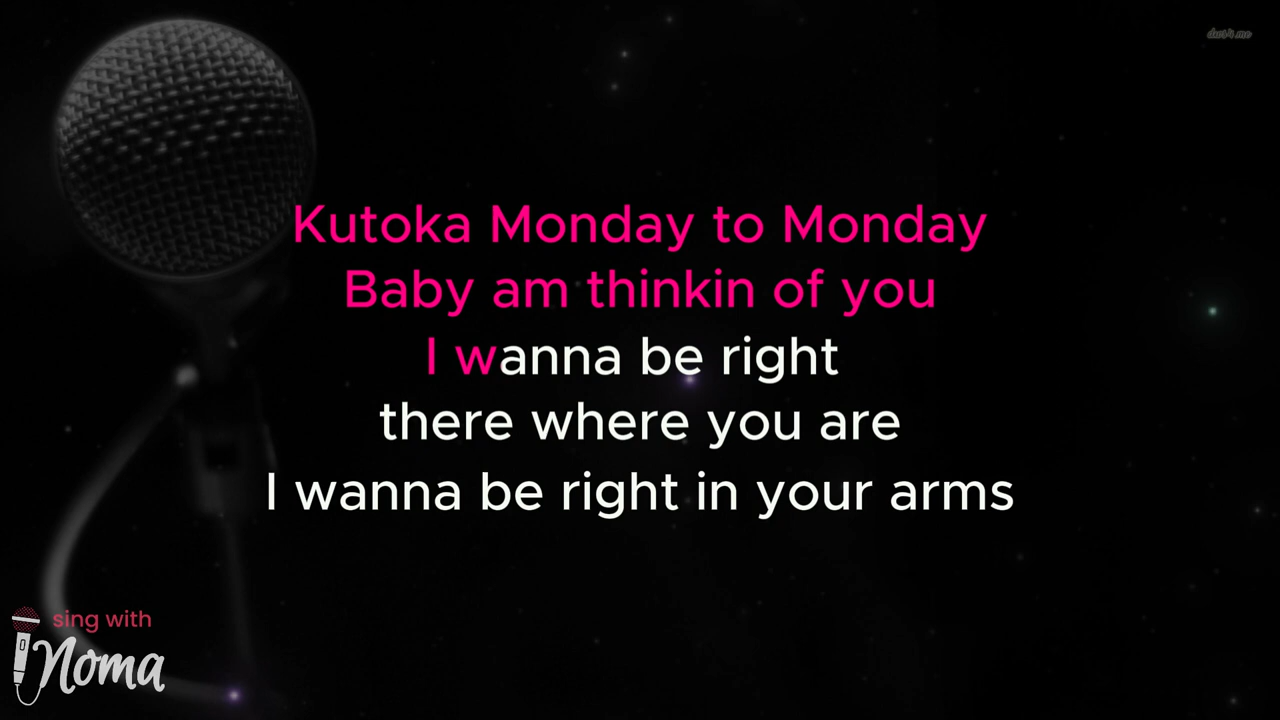 Kutoka Monday to Monday
Baby am thinkin of you
I wanna be right
there where you are
I wanna be right in your arms
sing with
Noma